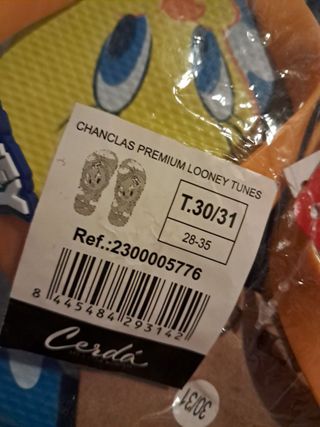 CHANCLAS PREMIUM LOONEY TUNES
T.30/31
28-35
Ref.:2300005776
8 445484 293142
Cerdá
30/31